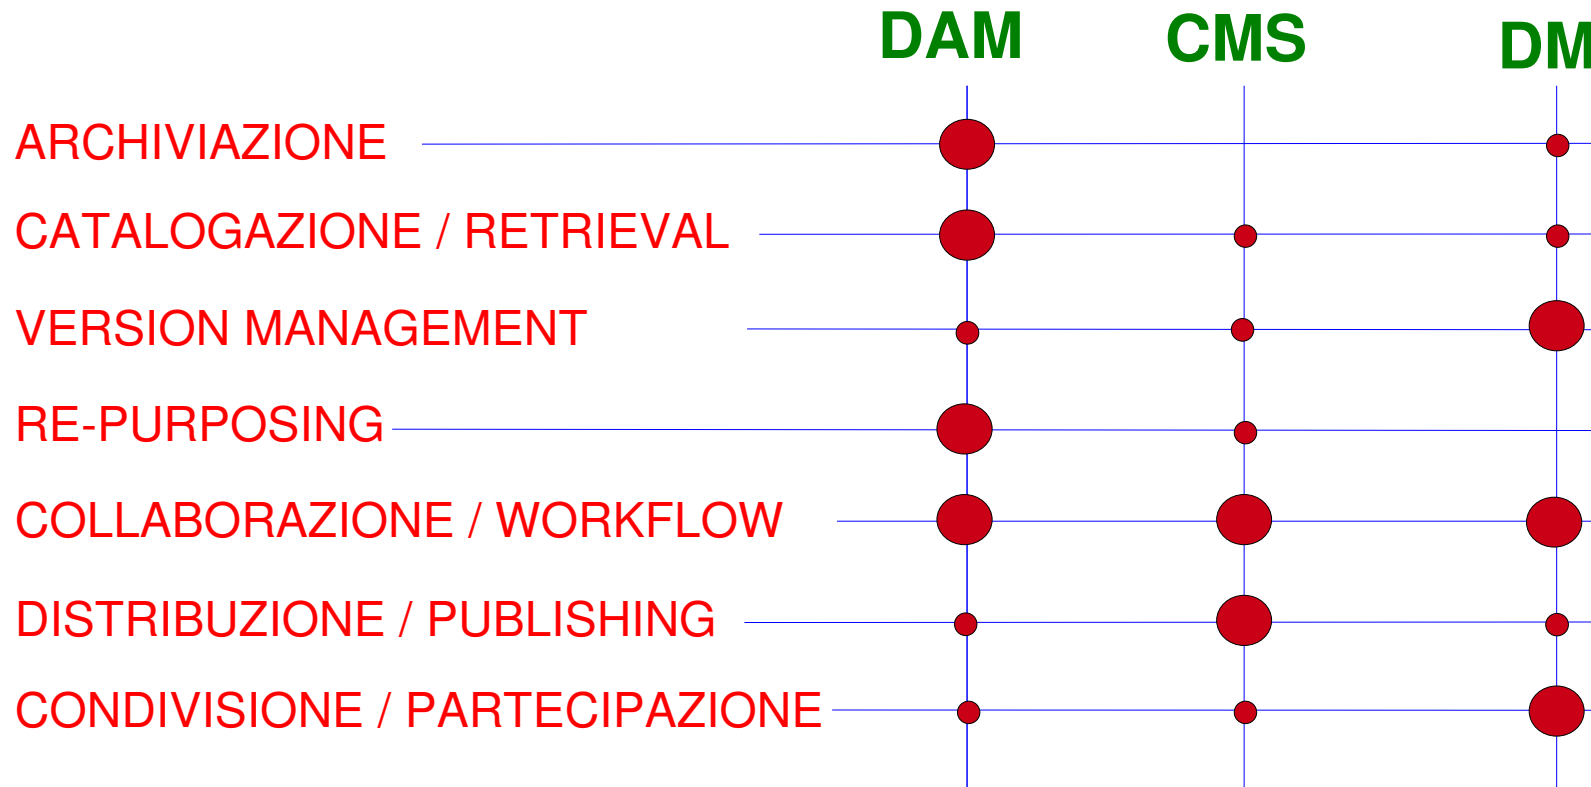 DAM CMS DM
ARCHIVIAZIONE
CATALOGAZIONE / RETRIEVAL
VERSION MANAGEMENT
RE-PURPOSING
COLLABORAZIONE / WORKFLOW
DISTRIBUZIONE / PUBLISHING
CONDIVISIONE / PARTECIPAZIONE